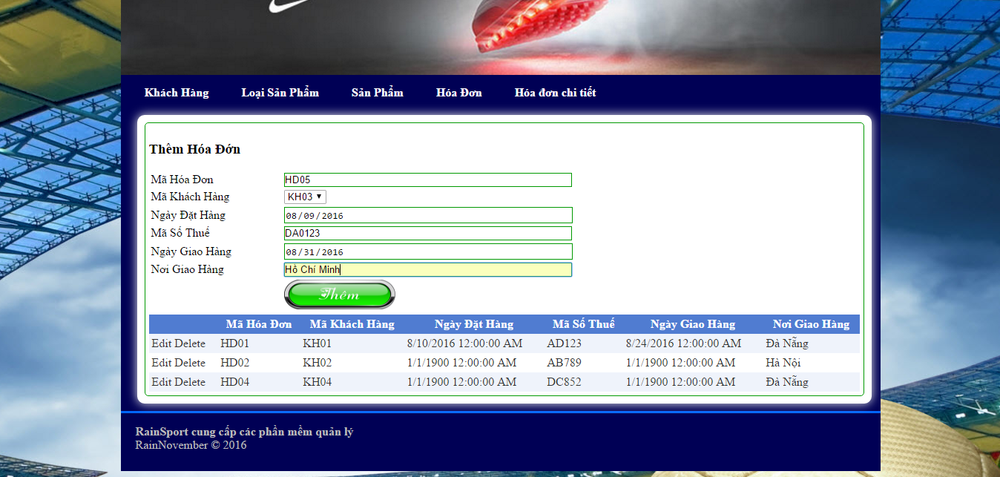 Khách Hàng Loại Sản Phẩm Sản Phẩm Hóa Đơn Hóa đơn chi tiết
Thêm Hóa Đớn
Mã Hóa Đơn HD05
Mã Khách Hàng KH03
Ngày Đặt Hàng 08/09/2016
Mã Số Thuế DA0123
Ngày Giao Hàng 08/31/2016
Nơi Giao Hàng Hồ Chí Minh
Thêm
Mã Hóa Đơn Mã Khách Hàng Ngày Đặt Hàng Mã Số Thuế Ngày Giao Hàng Nơi Giao Hàng
Edit Delete HD01 KH01 8/10/2016 12:00:00 AM AD123 8/24/2016 12:00:00 AM Đà Nẵng
Edit Delete HD02 KH02 1/1/1900 12:00:00 AM AB789 1/1/1900 12:00:00 AM Hà Nội
Edit Delete HD04 KH04 1/1/1900 12:00:00 AM DC852 1/1/1900 12:00:00 AM Đà Nẵng
RainSport cung cấp các phần mềm quản lý
RainNovember © 2016